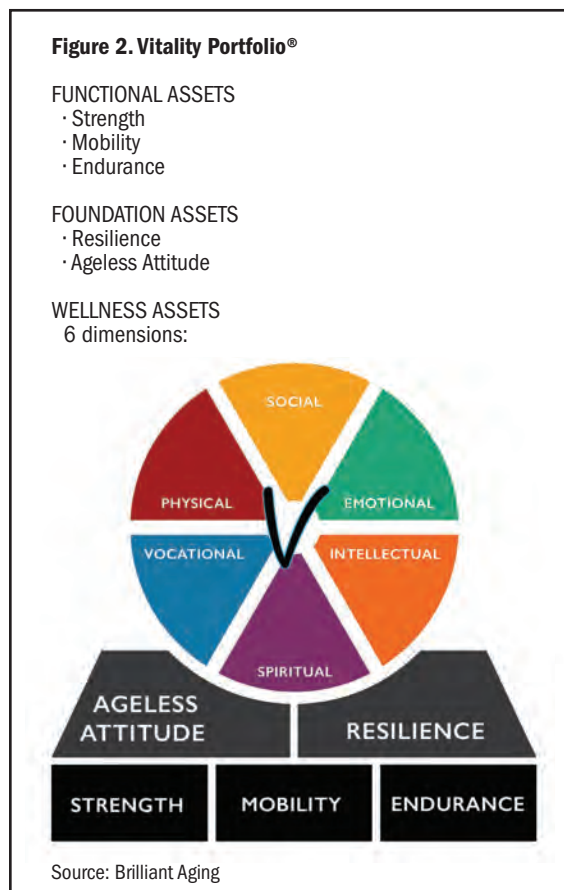 Figure 2. Vitality Portfolio®
FUNCTIONAL ASSETS
· Strength
· Mobility
· Endurance
FOUNDATION ASSETS
· Resilience
· Ageless Attitude
WELLNESS ASSETS
6 dimensions:
SOCIAL
PHYSICAL
EMOTIONAL
V
VOCATIONAL
INTELLECTUAL
SPIRITUAL
AGELESS
ATTITUDE
RESILIENCE
STRENGTH
MOBILITY
ENDURANCE
Source: Brilliant Aging